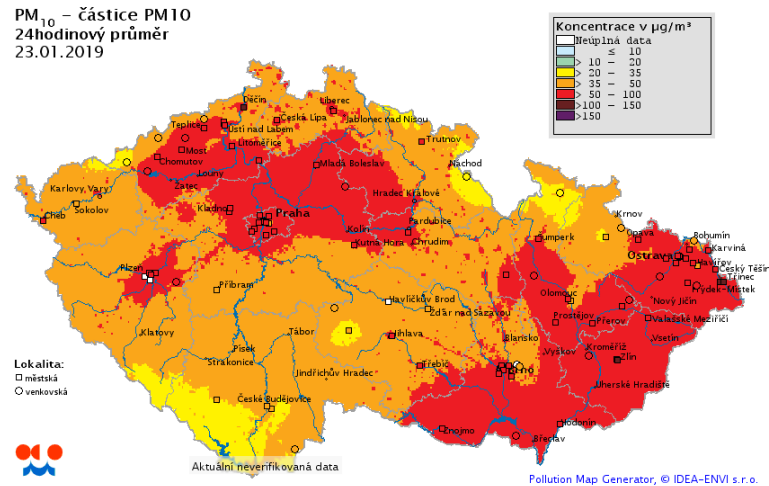 PM10 – částice PM10
24hodinový průměr
23.01.2019
Koncentrace v µg/m³
Neúplná data
≤ 10
> 10 – 20
> 20 – 35
> 35 – 50
> 50 – 100
>100 – 150
>150
Děčín
Liberec
Teplice
Ústí nad Labem
Česká Lípa
Jablonec nad Nisou
Most
Litoměřice
Trutnov
Chomutov
Mladá Boleslav
Náchod
Louny
Karlovy Vary
Žatec
Hradec Králové
Sokolov
Kladno
Praha
Cheb
Pardubice
Krnov
Kolín
Opava
Bohumín
Kutná Hora
Chrudim
Šumperk
Karviná
Ostrava
Havířov
Plzeň
Český Těšín
Třinec
Příbram
Frýdek-Místek
Olomouc
Havlíčkův Brod
Nový Jičín
Žďár nad Sázavou
Prostějov
Přerov
Valašské Meziříčí
Klatovy
Tábor
Jihlava
Blansko
Vsetín
Písek
Vyškov
Kroměříž
Strakonice
Třebíč
Zlín
Lokalita:
Jindřichův Hradec
Brno
městská
Uherské Hradiště
venkovská
České Budějovice
Znojmo
Hodonín
Břeclav
Aktuální neverifikovaná data
Pollution Map Generator, © IDEA-ENVI s.r.o.